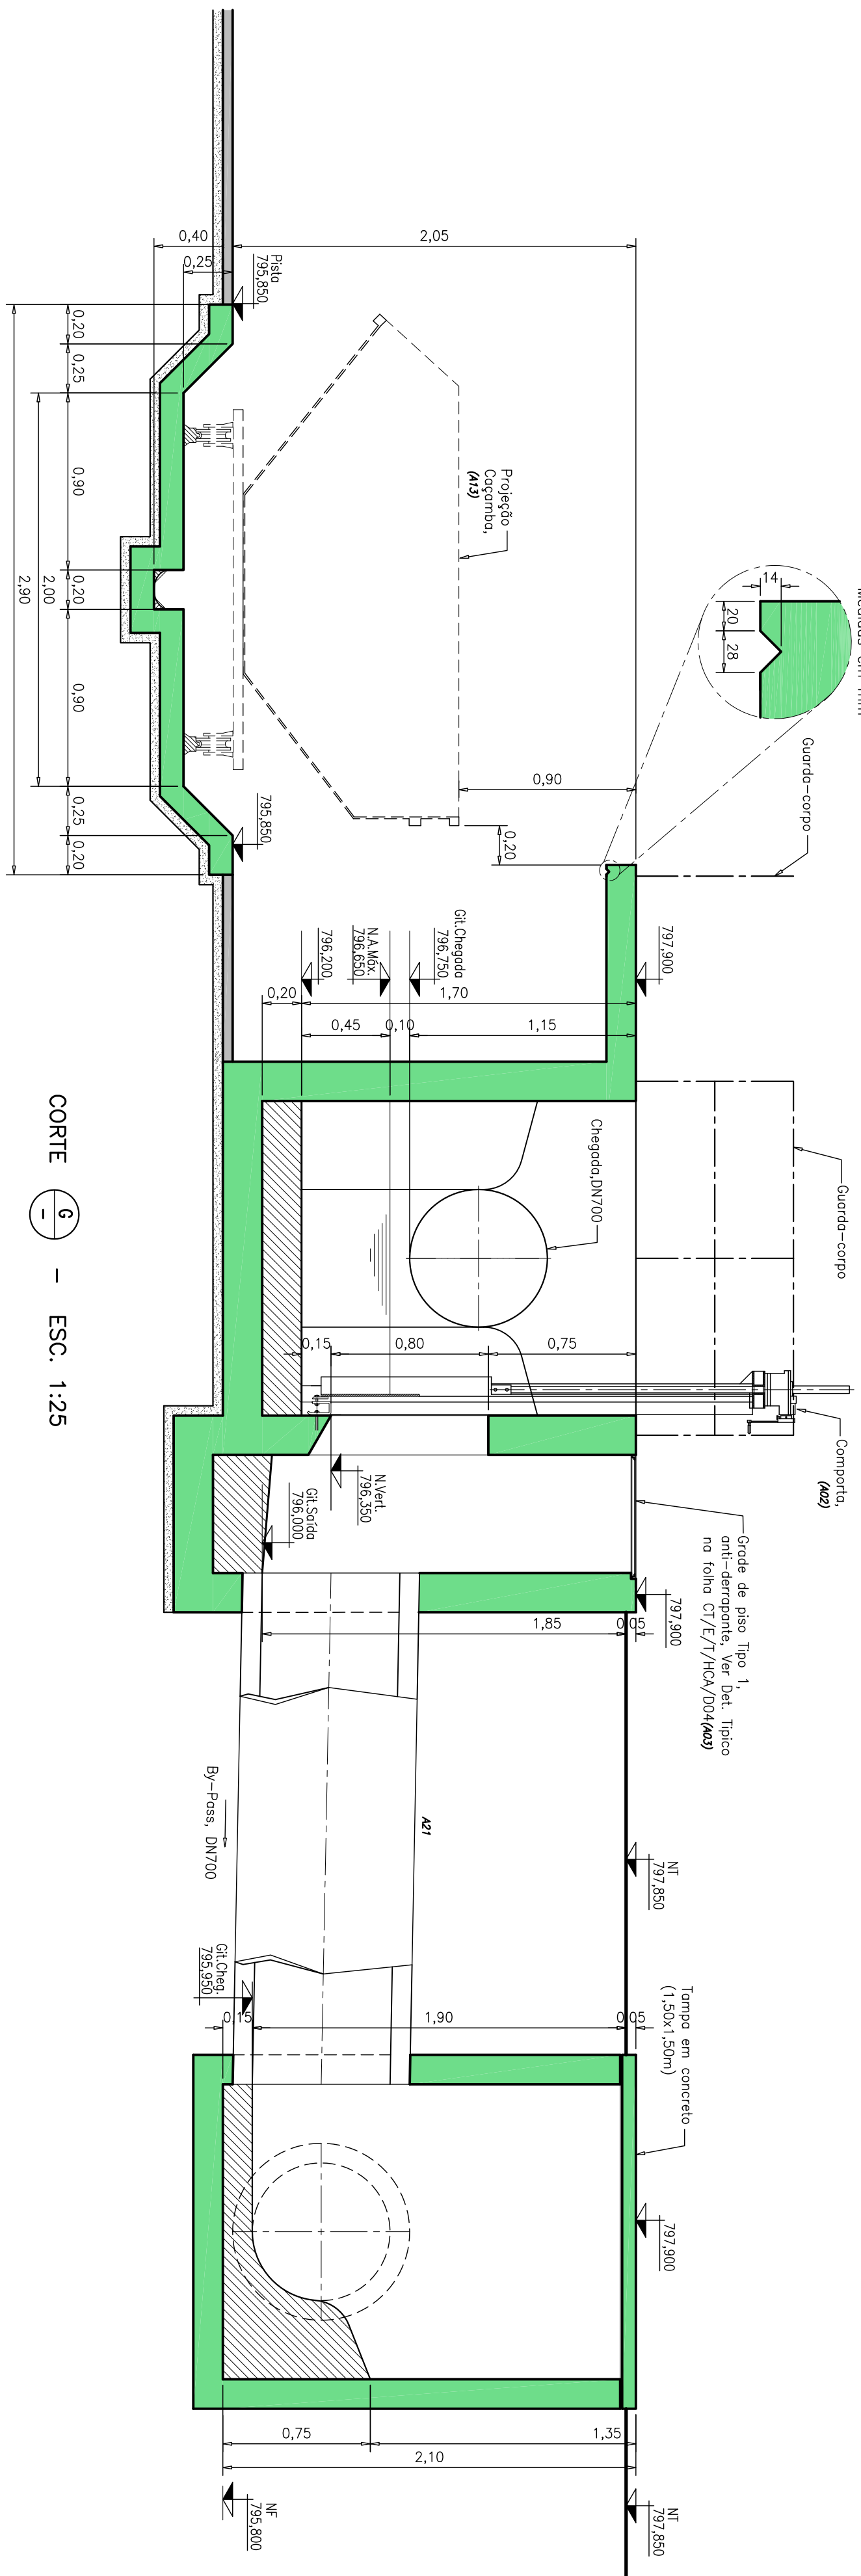 Medidas em mm
14
20
28
Guarda-corpo
Guarda-corpo
Comporta,
(A02)
Grade de piso Tipo 1,
anti-derrapante, Ver Det. Tipico
na folha CT/E/T/HCA/D04(A03)
Tampa em concreto
(1,50x1,50m)
Projeção
Caçamba,
(A13)
2,05
0,40
0,25
Pista
795,850
0,20
0,25
0,90
0,20
0,90
0,25
0,20
2,00
2,90
795,850
0,90
0,20
797,900
Git.Chegada
796,750
N.A.Máx.
796,650
796,200
1,70
0,20
0,45
0,10
1,15
Chegada,DN700
0,15
0,80
0,75
N.Vert.
796,350
Git.Saída
796,000
797,900
1,85
0,05
By-Pass, DN700
A21
NT
797,850
Git.Cheg.
795,950
0,15
1,90
0,05
797,900
0,75
1,35
2,10
NF
795,800
NT
797,850
CORTE G - - ESC. 1:25